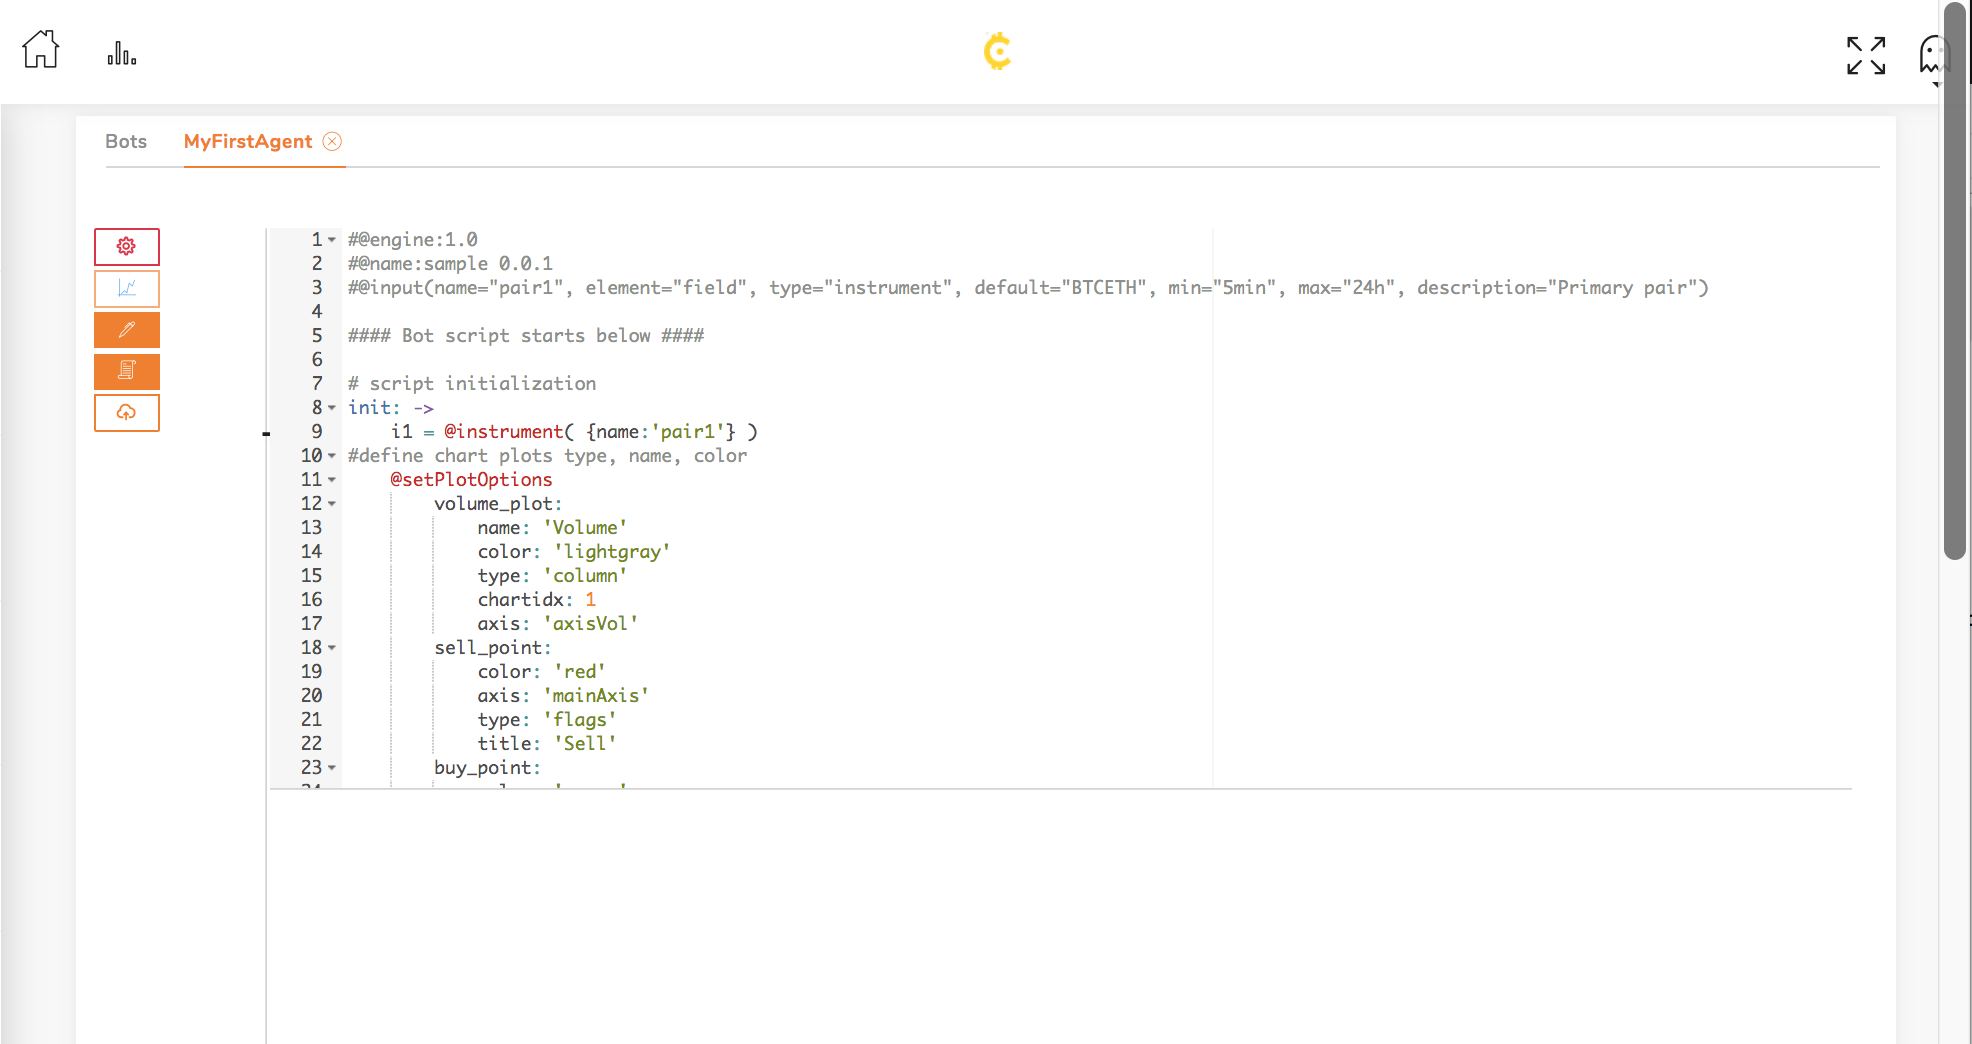 Bots MyFirstAgent
1 #@engine:1.0
2 #@name:sample 0.0.1
3 #@input(name="pair1", element="field", type="instrument", default="BTCETH", min="5min", max="24h", description="Primary pair")
4
5 #### Bot script starts below ####
6
7 # script initialization
8 init: ->
9 i1 = @instrument( {name:'pair1'} )
10 #define chart plots type, name, color
11 @setPlotOptions
12 volume_plot:
13 name: 'Volume'
14 color: 'lightgray'
15 type: 'column'
16 chartidx: 1
17 axis: 'axisVol'
18 sell_point:
19 color: 'red'
20 axis: 'mainAxis'
21 type: 'flags'
22 title: 'Sell'
23 buy_point: